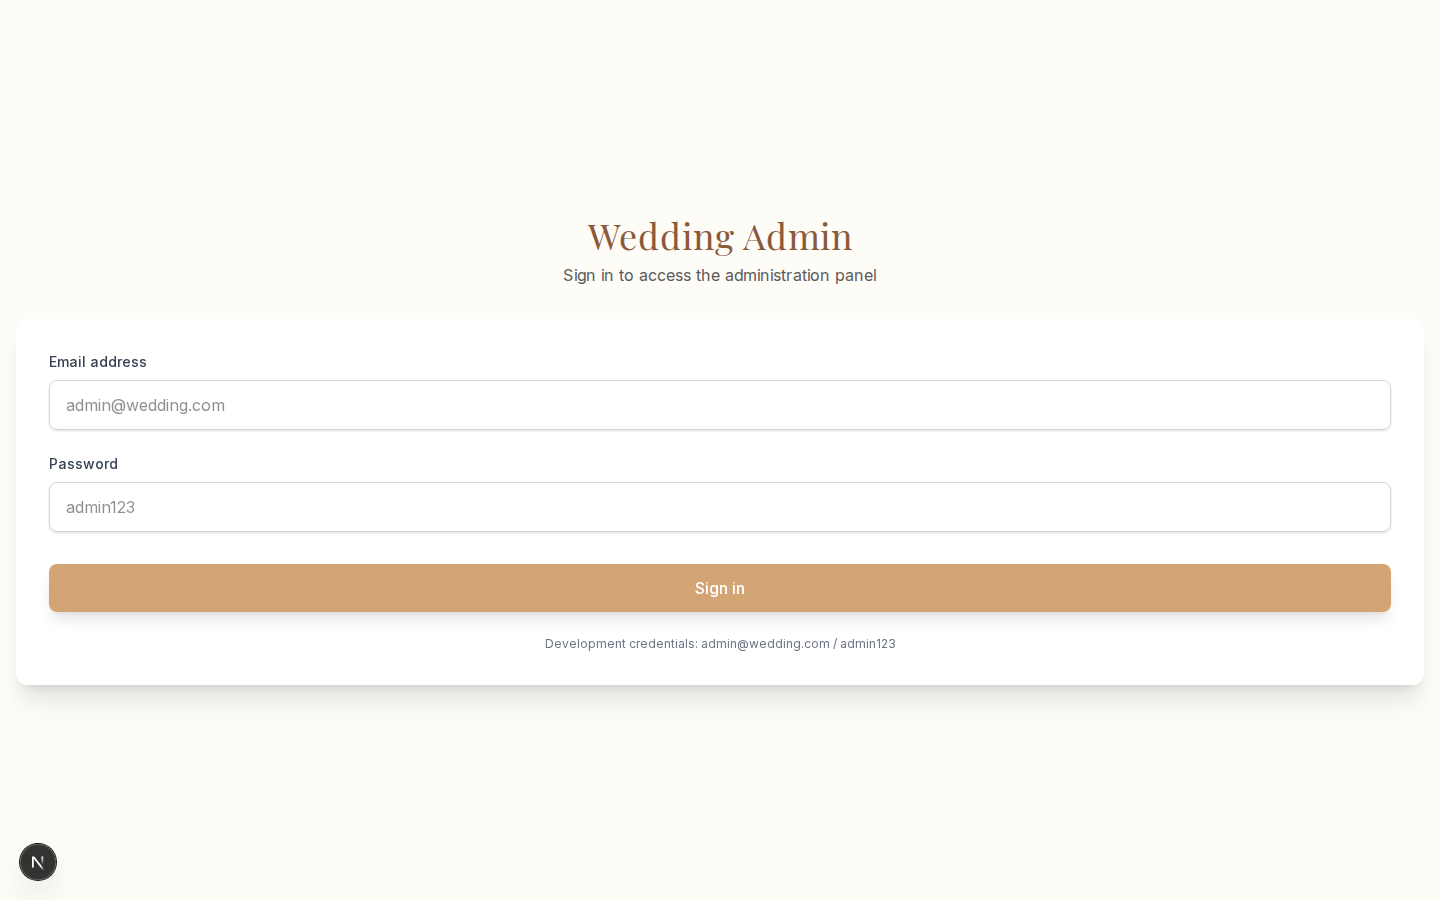 Wedding Admin
Sign in to access the administration panel
Email address
admin@wedding.com
Password
admin123
Sign in
Development credentials: admin@wedding.com / admin123
N